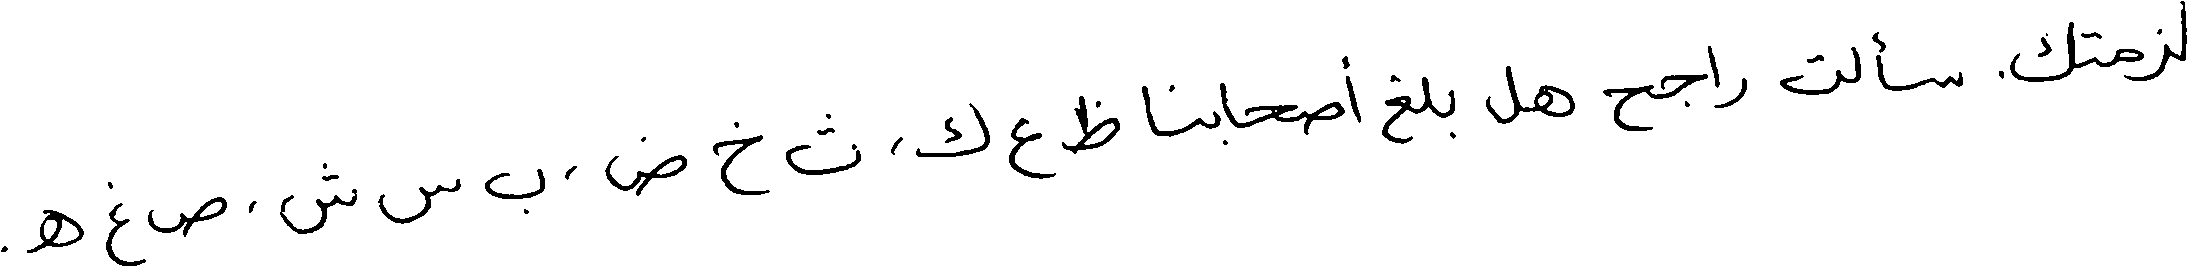 لزمتك. سألت راجح هل بلغ أصحابنا ظ ع ك، ث خ ض، ب س ش، ص غ ه.